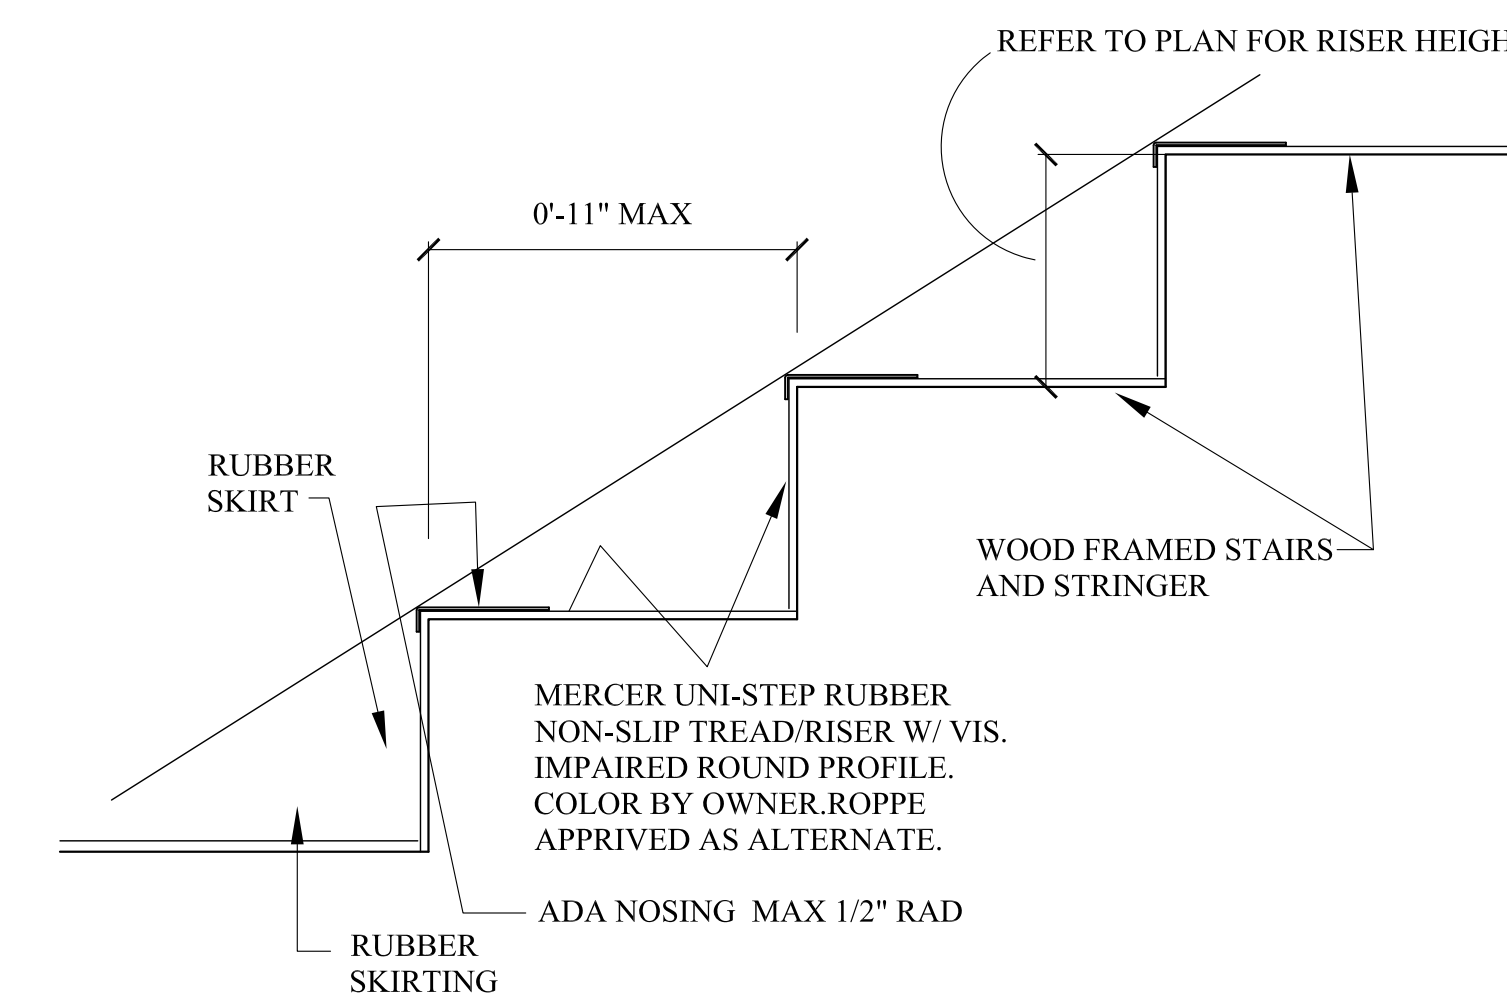 REFER TO PLAN FOR RISER HEIGH
0'-11" MAX
RUBBER
SKIRT
WOOD FRAMED STAIRS
AND STRINGER
MERCER UNI-STEP RUBBER
NON-SLIP TREAD/RISER W/ VIS.
IMPAIRED ROUND PROFILE.
COLOR BY OWNER.ROPPE
APPRIVED AS ALTERNATE.
ADA NOSING  MAX 1/2" RAD
RUBBER
SKIRTING